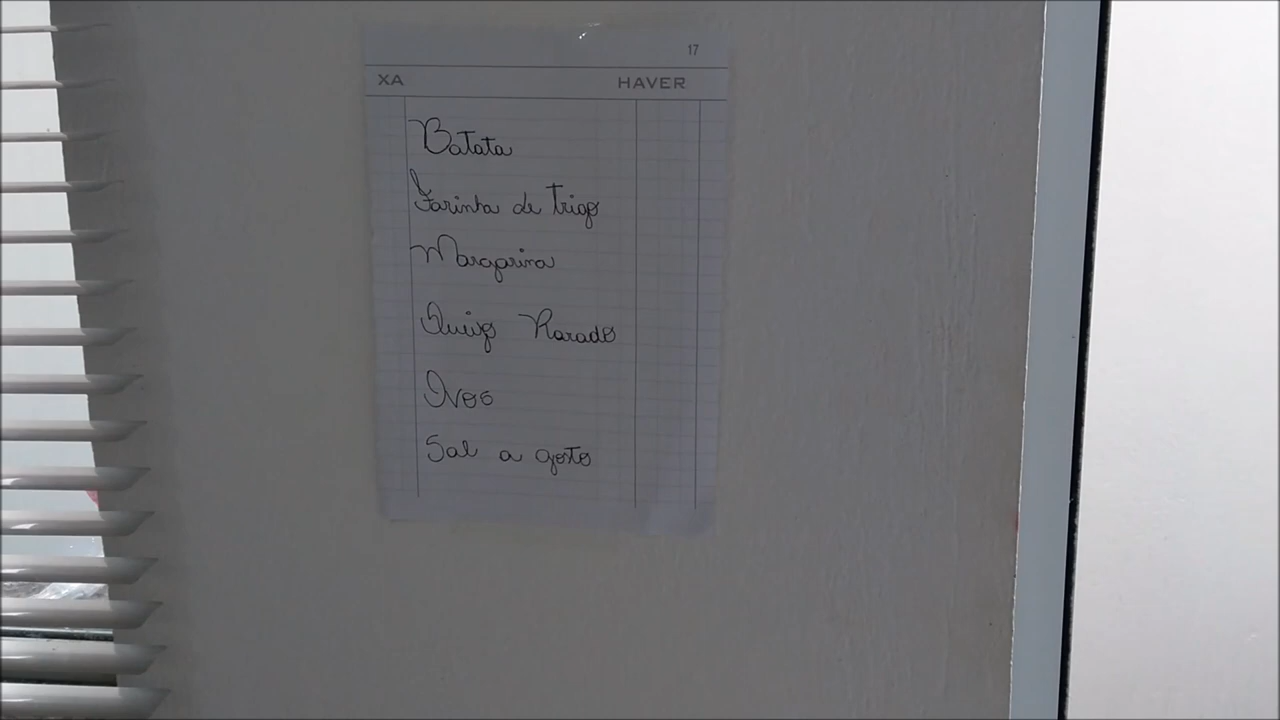 17
XA HAVER
Batata
Farinha de trigo
Margarina
Queijo Ralado
Ovos
Sal a gosto